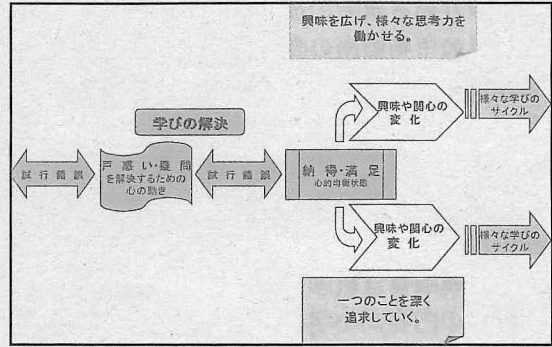 興味を広げ、様々な思考力を
働かせる。
興味や関心の
変化
様々な学びの
サイクル
学びの解決
試行錯誤
戸惑い・疑問
を解決するための
心の動き
試行錯誤
納得・満足
心的均衡状態
興味や関心の
変化
様々な学びの
サイクル
一つのことを深く
追求していく。